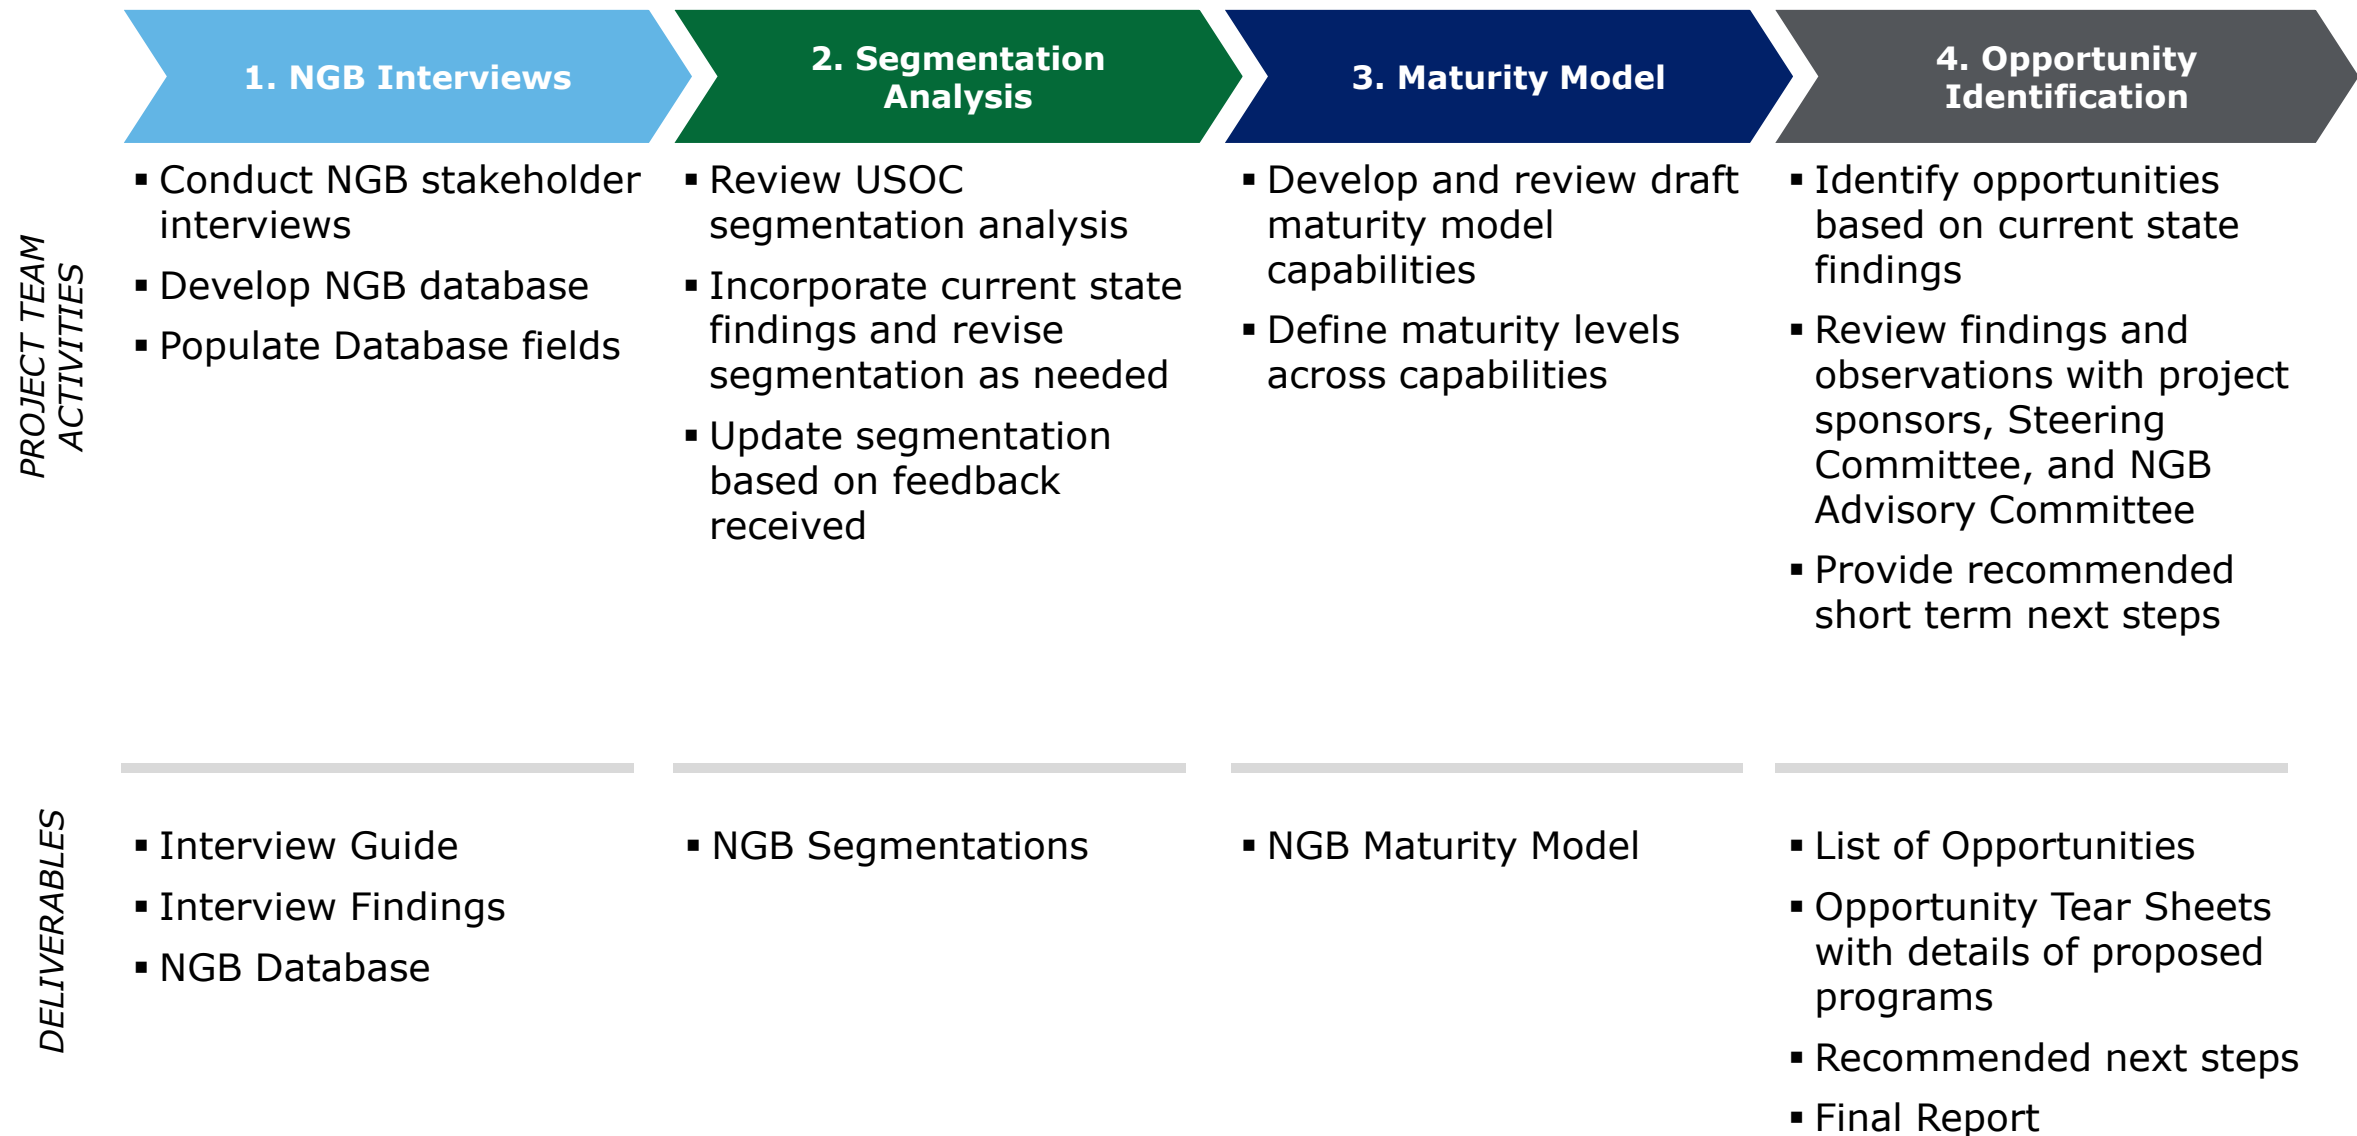 1. NGB Interviews
2. Segmentation
Analysis
3. Maturity Model
4. Opportunity
Identification
PROJECT TEAM
ACTIVITIES
▪ Conduct NGB stakeholder
interviews
▪ Develop NGB database
▪ Populate Database fields
▪ Review USOC
segmentation analysis
▪ Incorporate current state
findings and revise
segmentation as needed
▪ Update segmentation
based on feedback
received
▪ Develop and review draft
maturity model
capabilities
▪ Define maturity levels
across capabilities
▪ Identify opportunities
based on current state
findings
▪ Review findings and
observations with project
sponsors, Steering
Committee, and NGB
Advisory Committee
▪ Provide recommended
short term next steps
DELIVERABLES
▪ Interview Guide
▪ Interview Findings
▪ NGB Database
▪ NGB Segmentations
▪ NGB Maturity Model
▪ List of Opportunities
▪ Opportunity Tear Sheets
with details of proposed
programs
▪ Recommended next steps
▪ Final Report